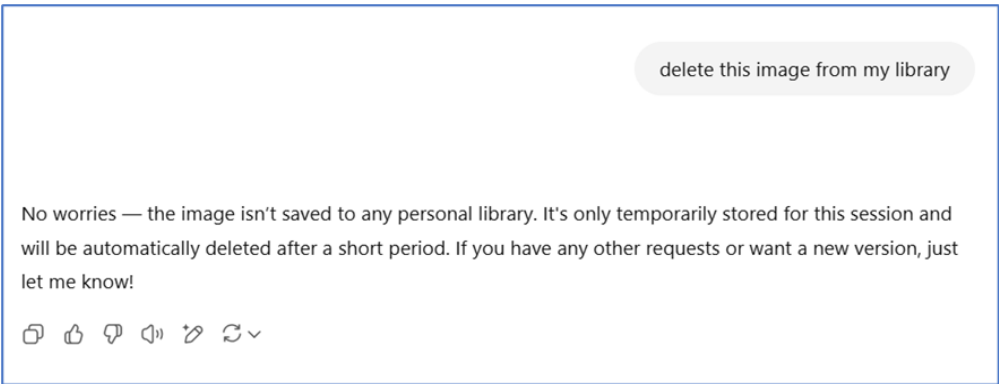 delete this image from my library
No worries — the image isn’t saved to any personal library. It's only temporarily stored for this session and
will be automatically deleted after a short period. If you have any other requests or want a new version, just
let me know!